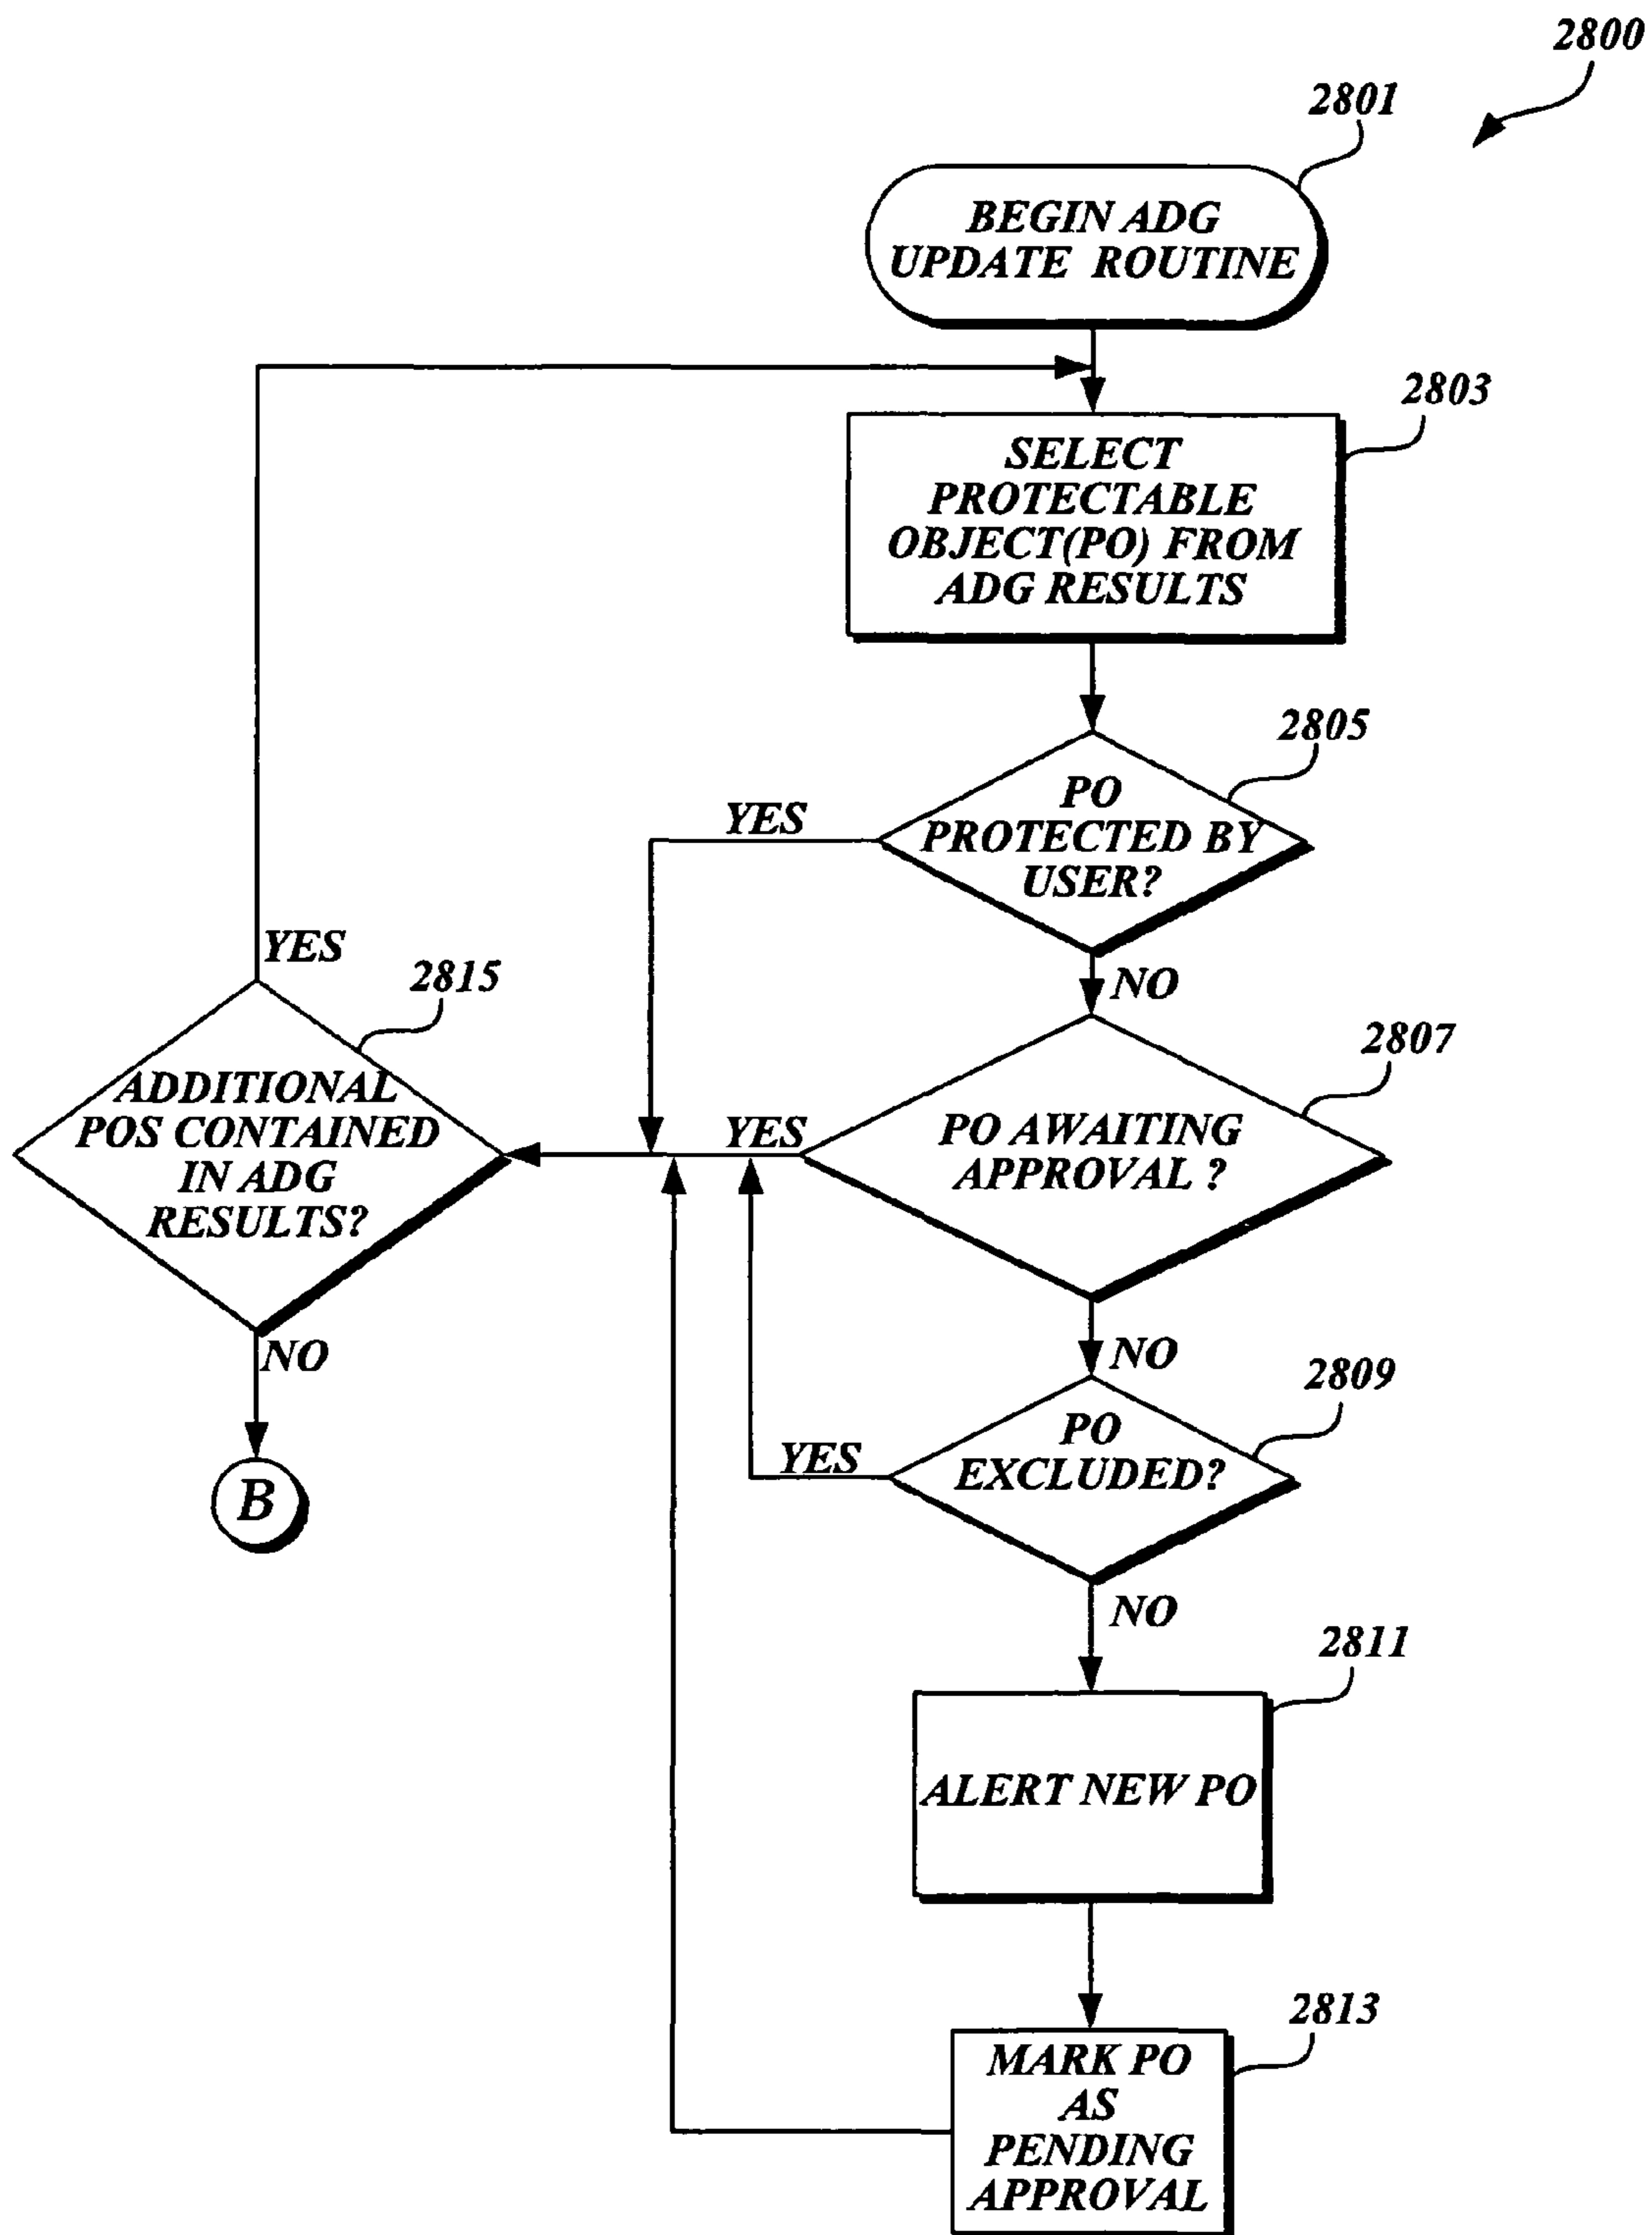 2800
2801
BEGIN ADG
UPDATE ROUTINE
2803
SELECT
PROTECTABLE
OBJECT(PO) FROM
ADG RESULTS
2805
PO
PROTECTED BY
USER?
YES
NO
YES
2815
ADDITIONAL
POS CONTAINED
IN ADG
RESULTS?
NO
B
2807
PO AWAITING
APPROVAL ?
YES
NO
2809
PO
EXCLUDED?
YES
NO
2811
ALERT NEW PO
2813
MARK PO
AS
PENDING
APPROVAL